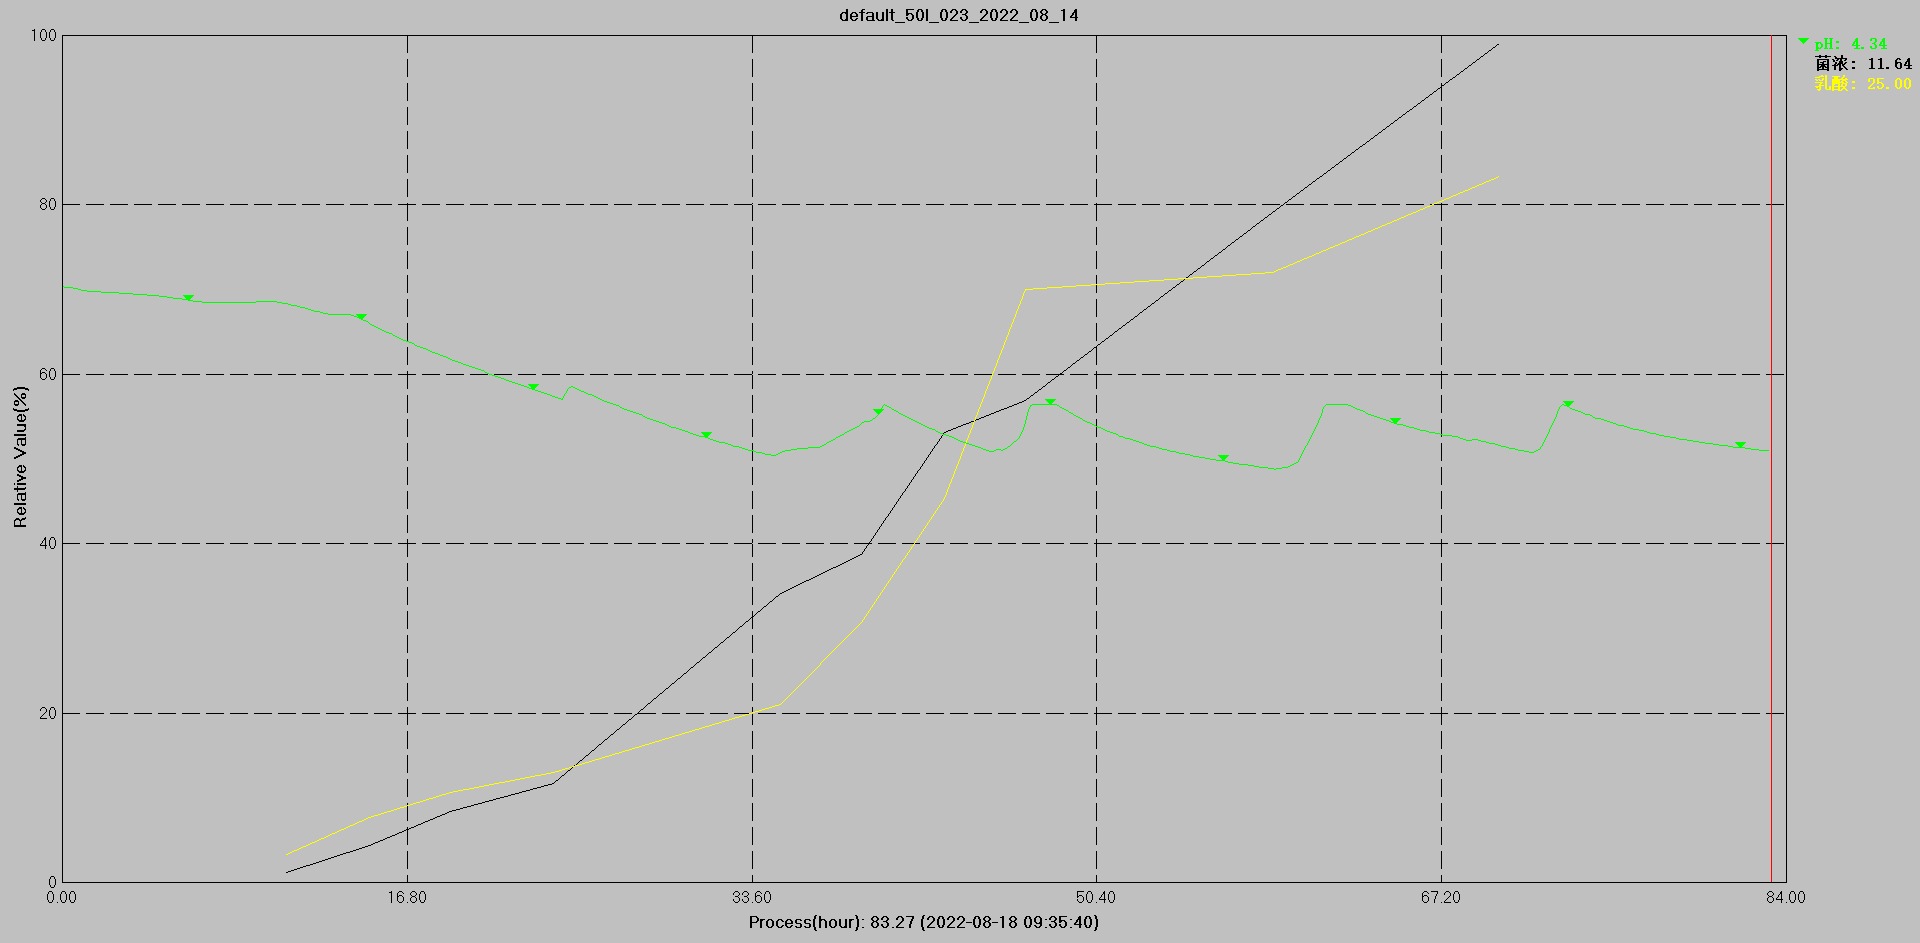 default_50l_023_2022_08_14
pH: 4.34
菌浓: 11.64
乳酸: 25.00
100
80
60
40
20
0
Relative Value(%)
0.00 16.80 33.60 50.40 67.20 84.00
Process(hour): 83.27 (2022-08-18 09:35:40)